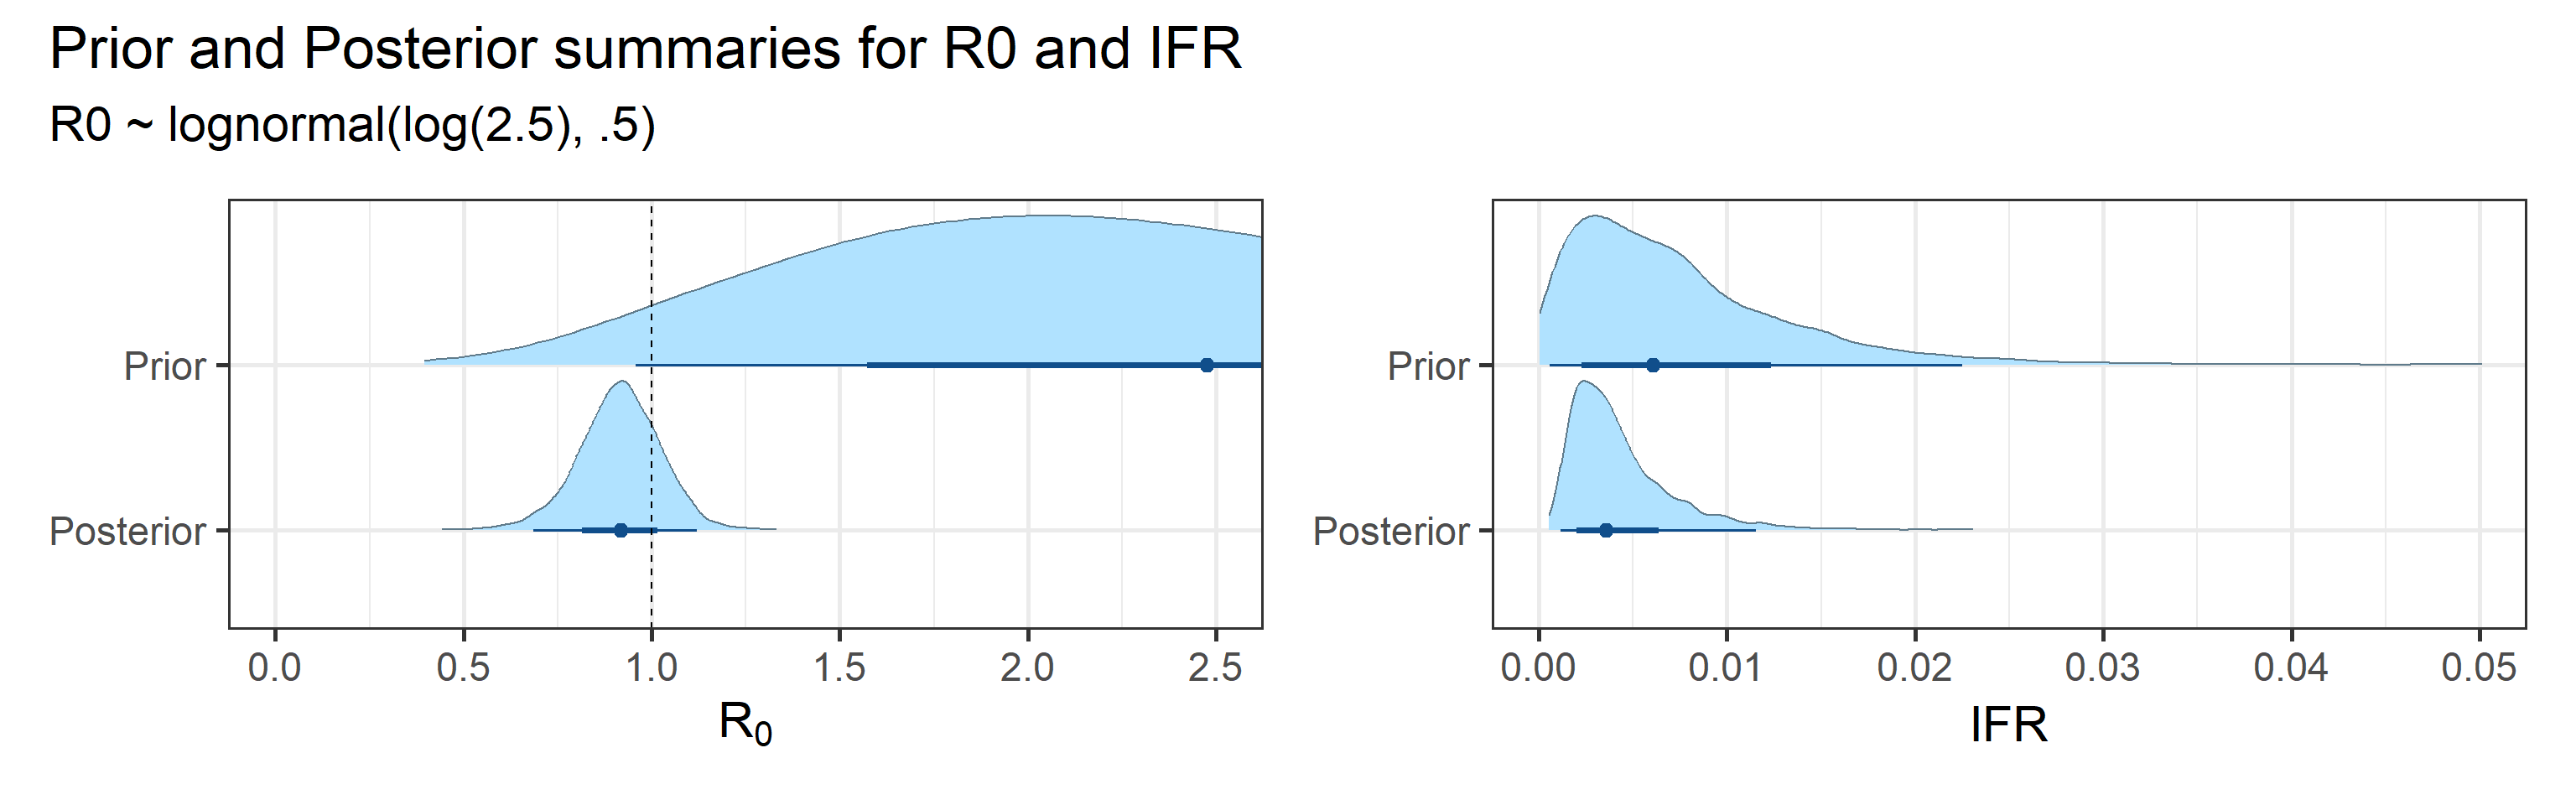 Prior and Posterior summaries for R0 and IFR
R0 ~ lognormal(log(2.5), .5)
Prior
Posterior
0.0 0.5 1.0 1.5 2.0 2.5
R0
Prior
Posterior
0.00 0.01 0.02 0.03 0.04 0.05
IFR